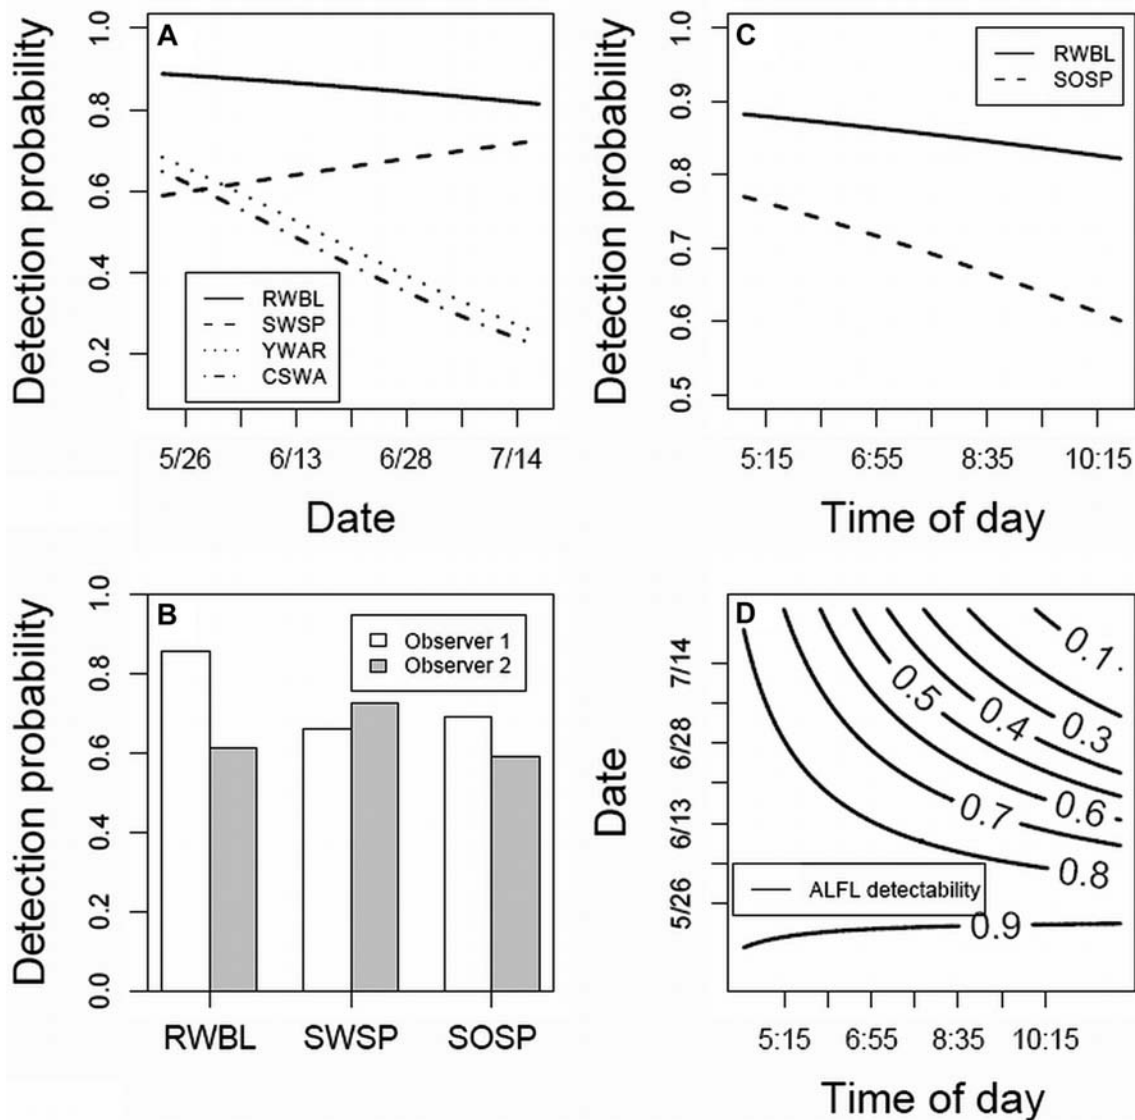 A
Detection probability
1.0
0.8
0.6
0.4
0.2
RWBL
SWSP
YWAR
CSWA
5/26 6/13 6/28 7/14
Date
C
Detection probability
1.0
0.9
0.8
0.7
0.6
0.5
RWBL
SOSP
5:15 6:55 8:35 10:15
Time of day
B
Detection probability
1.0
0.8
0.6
0.4
0.2
0.0
Observer 1
Observer 2
RWBL SWSP SOSP
D
Date
7/14
6/28
6/13
5/26
0.1
0.5
0.4
0.3
0.7
0.6
0.8
ALFL detectability
0.9
5:15 6:55 8:35 10:15
Time of day